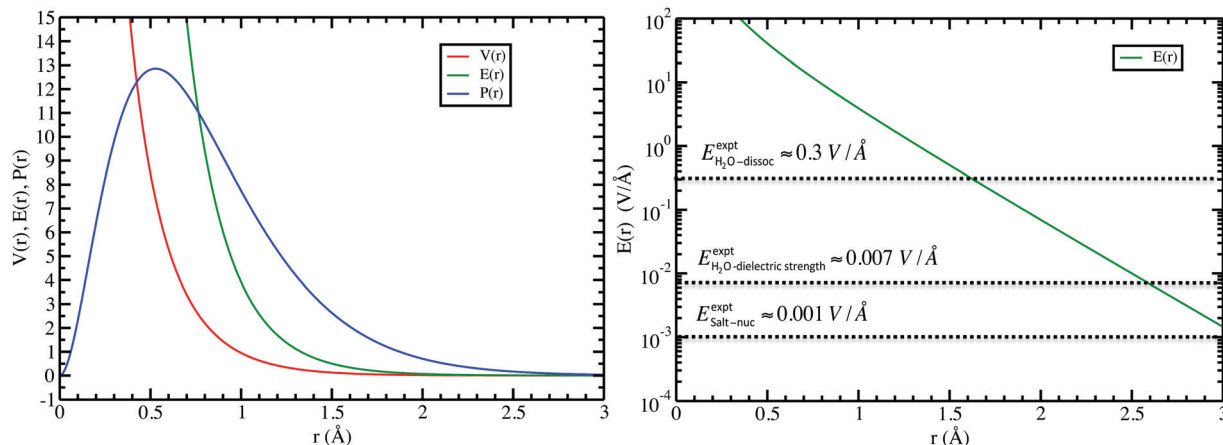 15
14
13
12
11
10
9
8
7
6
5
4
3
2
1
0
-1
V(r), E(r), P(r)
V(r)
E(r)
P(r)
0 0.5 1 1.5 2 2.5 3
r (Å)
10^2
10^1
10^0
10^-1
10^-2
10^-3
10^-4
E(r) (V/Å)
E(r)
E^expt_H₂O–dissoc ≈ 0.3 V / Å
E^expt_H₂O-dielectric strength ≈ 0.007 V / Å
E^expt_Salt–nuc ≈ 0.001 V / Å
0 0.5 1 1.5 2 2.5 3
r (Å)